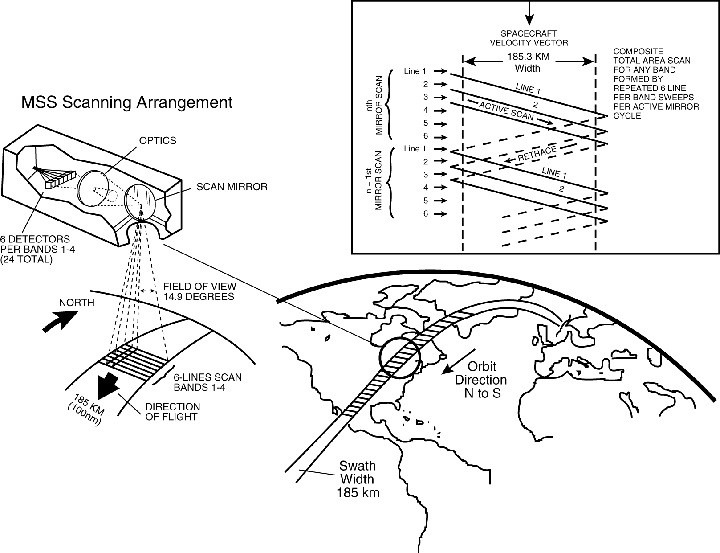 SPACECRAFT
VELOCITY VECTOR
185.3 KM
Width
COMPOSITE
TOTAL AREA SCAN
FOR ANY BAND
FORMED BY
REPEATED 6 LINE
PER BAND SWEEPS
PER ACTIVE MIRROR
CYCLE
nth
MIRROR SCAN
Line 1
2
3
4
5
6
LINE 1
2
ACTIVE SCAN
RETRACE
n - 1st
MIRROR SCAN
Line 1
2
3
4
5
6
LINE 1
2
MSS Scanning Arrangement
OPTICS
SCAN MIRROR
6 DETECTORS
PER BANDS 1-4
(24 TOTAL)
FIELD OF VIEW
14.9 DEGREES
NORTH
6-LINES SCAN
BANDS 1-4
185 KM
(100nm)
DIRECTION
OF FLIGHT
Orbit
Direction
N to S
Swath
Width
185 km